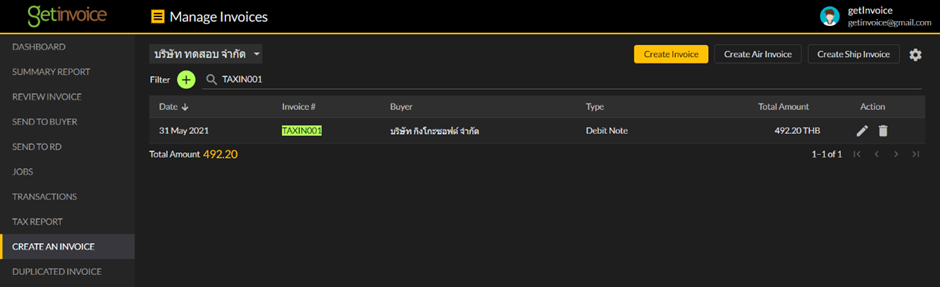 getinvoice
Manage Invoices
getInvoice
getinvoice@gmail.com
DASHBOARD
SUMMARY REPORT
REVIEW INVOICE
SEND TO BUYER
SEND TO RD
JOBS
TRANSACTIONS
TAX REPORT
CREATE AN INVOICE
DUPLICATED INVOICE
บริษัท ทดสอบ จำกัด
Create Invoice Create Air Invoice Create Ship Invoice
Filter TAXIN001
Date Invoice # Buyer Type Total Amount Action
31 May 2021 TAXIN001 บริษัท กิงโกะซอฟต์ จำกัด Debit Note 492.20 THB
Total Amount 492.20 1–1 of 1